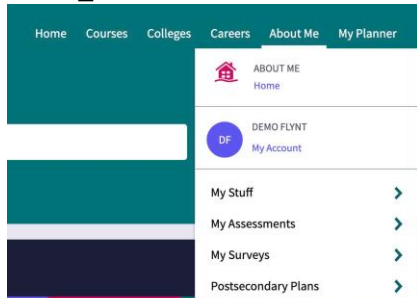 Home Courses Colleges Careers About Me My Planner
ABOUT ME
Home
DF
DEMO FLYNT
My Account
My Stuff
My Assessments
My Surveys
Postsecondary Plans